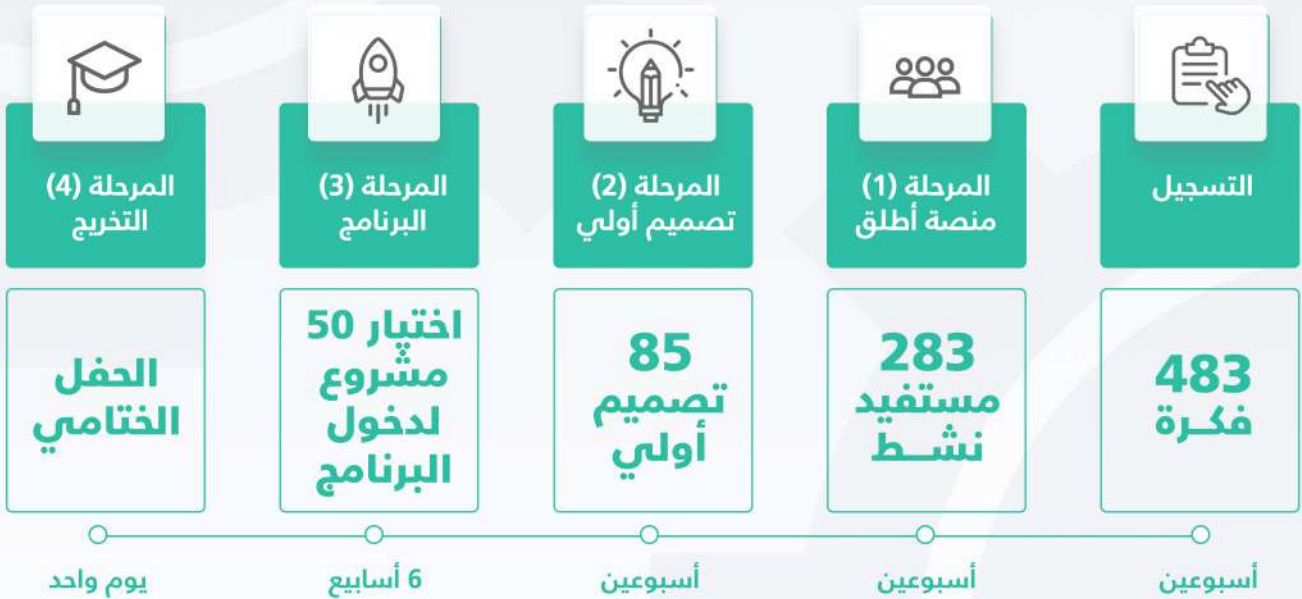 التسجيل
المرحلة (1)
منصة أطلق
المرحلة (2)
تصميم أولي
المرحلة (3)
البرنامج
المرحلة (4)
التخريج
483
فكـرة
283
مستفيد
نشــط
85
تصميم
أولي
اختيار 50
مشروع
لدخول
البرنامج
الحفل
الختامي
أسبوعين
أسبوعين
أسبوعين
6 أسابيع
يوم واحد